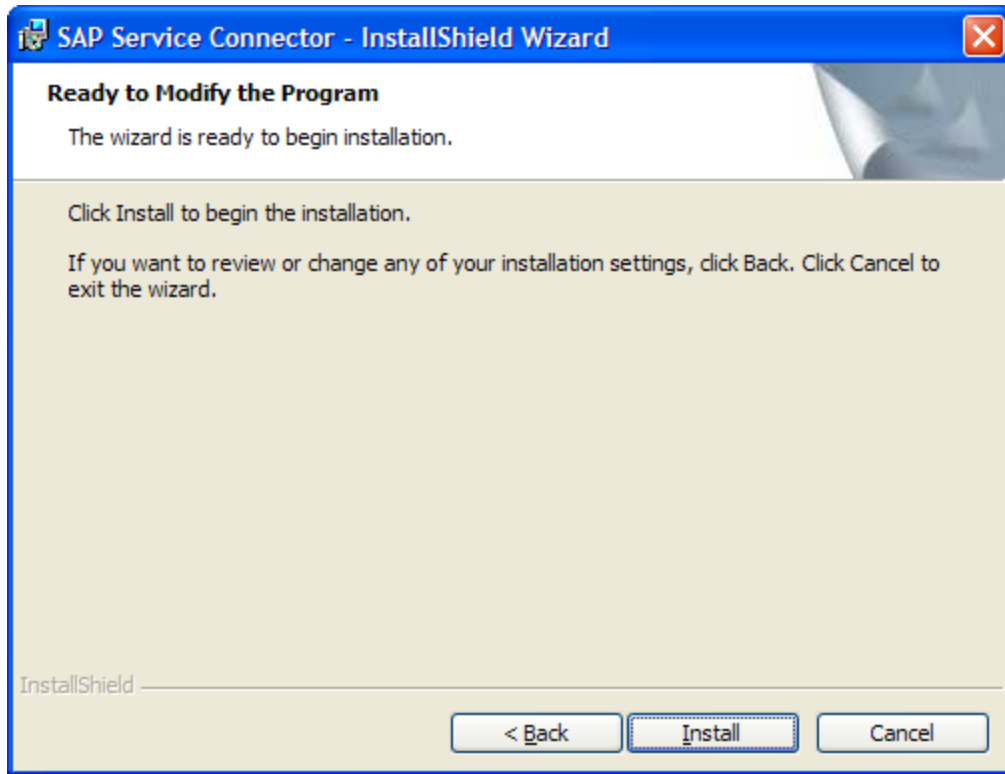 SAP Service Connector - InstallShield Wizard
Ready to Modify the Program
The wizard is ready to begin installation.
Click Install to begin the installation.
If you want to review or change any of your installation settings, click Back. Click Cancel to
exit the wizard.
InstallShield
< Back
Install
Cancel